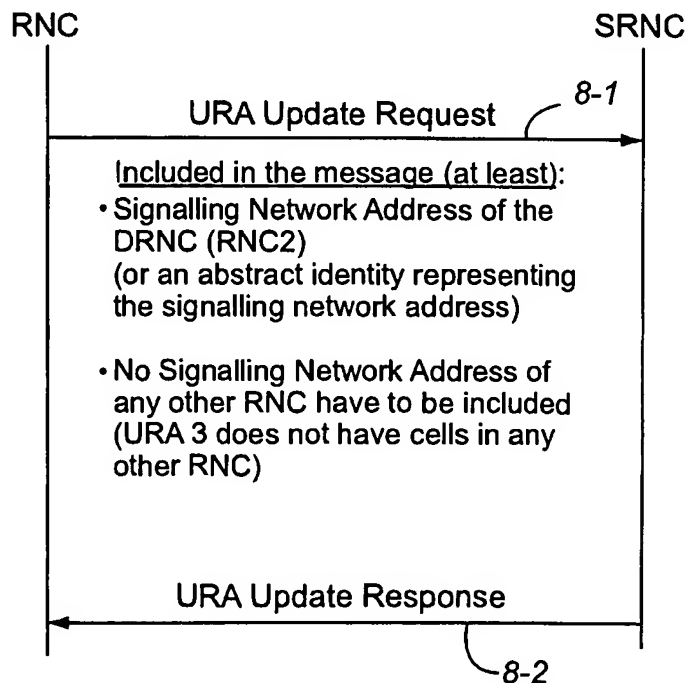 RNC
SRNC
URA Update Request
8-1
Included in the message (at least):
• Signalling Network Address of the
DRNC (RNC2)
(or an abstract identity representing
the signalling network address)
• No Signalling Network Address of
any other RNC have to be included
(URA 3 does not have cells in any
other RNC)
URA Update Response
8-2